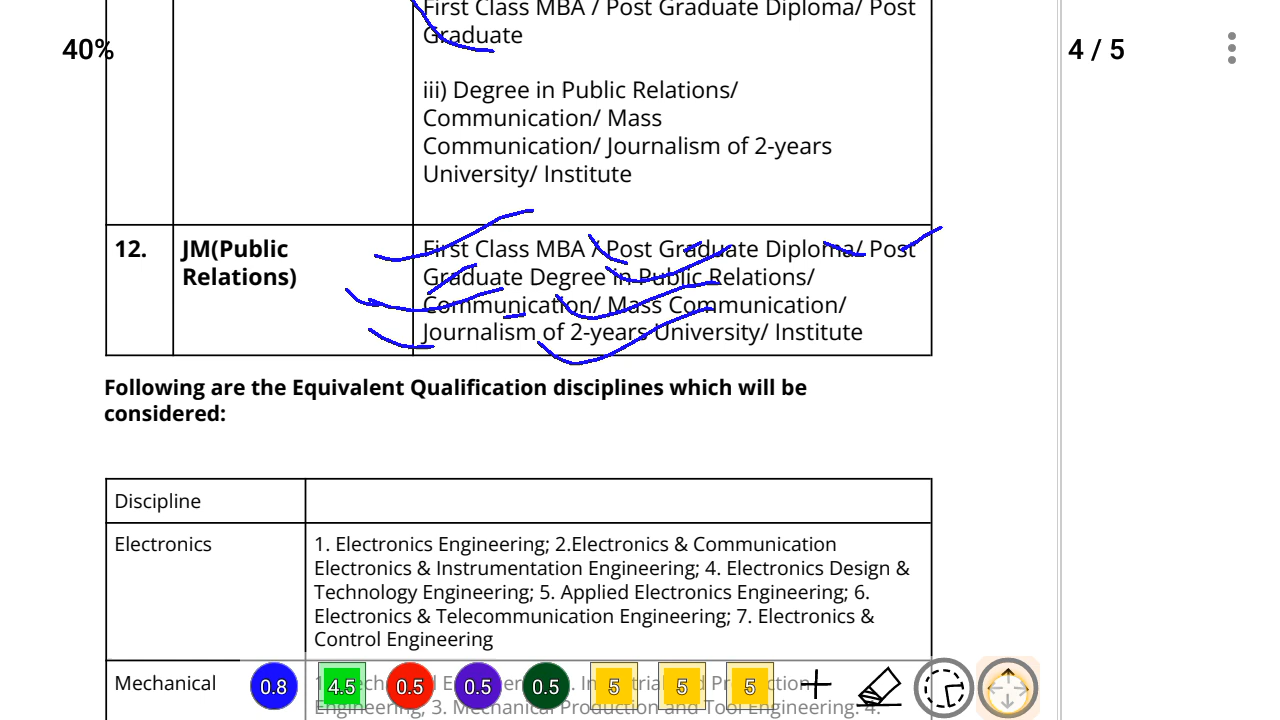 First Class MBA / Post Graduate Diploma/ Post
40%
4 / 5
Graduate
iii) Degree in Public Relations/
Communication/ Mass
Communication/ Journalism of 2-years
University/ Institute
12.
JM(Public
Relations)
First Class MBA / Post Graduate Diploma/ Post
Graduate Degree in Public Relations/
Communication/ Mass Communication/
Journalism of 2-years University/ Institute
Following are the Equivalent Qualification disciplines which will be
considered:
Discipline
Electronics
1. Electronics Engineering; 2.Electronics & Communication
Electronics & Instrumentation Engineering; 4. Electronics Design &
Technology Engineering; 5. Applied Electronics Engineering; 6.
Electronics & Telecommunication Engineering; 7. Electronics &
Control Engineering
Mechanical
Engineering; 3. Mechanical Production and Tool Engineering: 4.
0.8
4.5
0.5
0.5
0.5
5
5
5